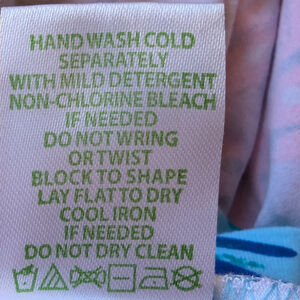 HAND WASH COLD
SEPARATELY
WITH MILD DETERGENT
NON-CHLORINE BLEACH
IF NEEDED
DO NOT WRING
OR TWIST
BLOCK TO SHAPE
LAY FLAT TO DRY
COOL IRON
IF NEEDED
DO NOT DRY CLEAN